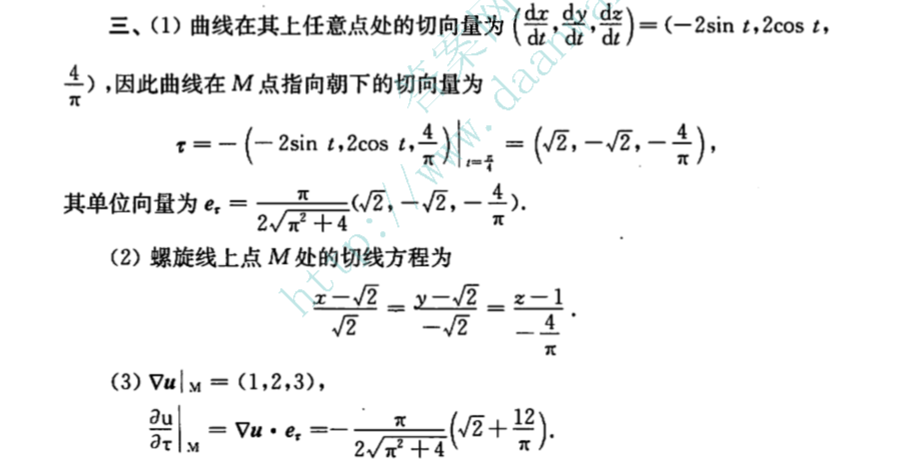 三、(1) 曲线在其上任意点处的切向量为 $\left(\frac{dx}{dt},\frac{dy}{dt},\frac{dz}{dt}\right)=(-2\sin t,2\cos t,$
$\frac{4}{\pi})$,因此曲线在 M 点指向朝下的切向量为
$\boldsymbol{\tau}=-\left(-2\sin t,2\cos t,\frac{4}{\pi}\right)\Big|_{t=\frac{\pi}{4}}=\left(\sqrt{2},-\sqrt{2},-\frac{4}{\pi}\right),$
其单位向量为 $\boldsymbol{e}_{\tau}=\frac{\pi}{2\sqrt{\pi^2+4}}(\sqrt{2},-\sqrt{2},-\frac{4}{\pi}).$
(2) 螺旋线上点 M 处的切线方程为
$\frac{x-\sqrt{2}}{\sqrt{2}}=\frac{y-\sqrt{2}}{-\sqrt{2}}=\frac{z-1}{-\frac{4}{\pi}}.$
(3) $\nabla u|_M=(1,2,3),$
$\frac{\partial u}{\partial \tau}\Big|_M=\nabla u\cdot \boldsymbol{e}_{\tau}=-\frac{\pi}{2\sqrt{\pi^2+4}}\left(\sqrt{2}+\frac{12}{\pi}\right).$